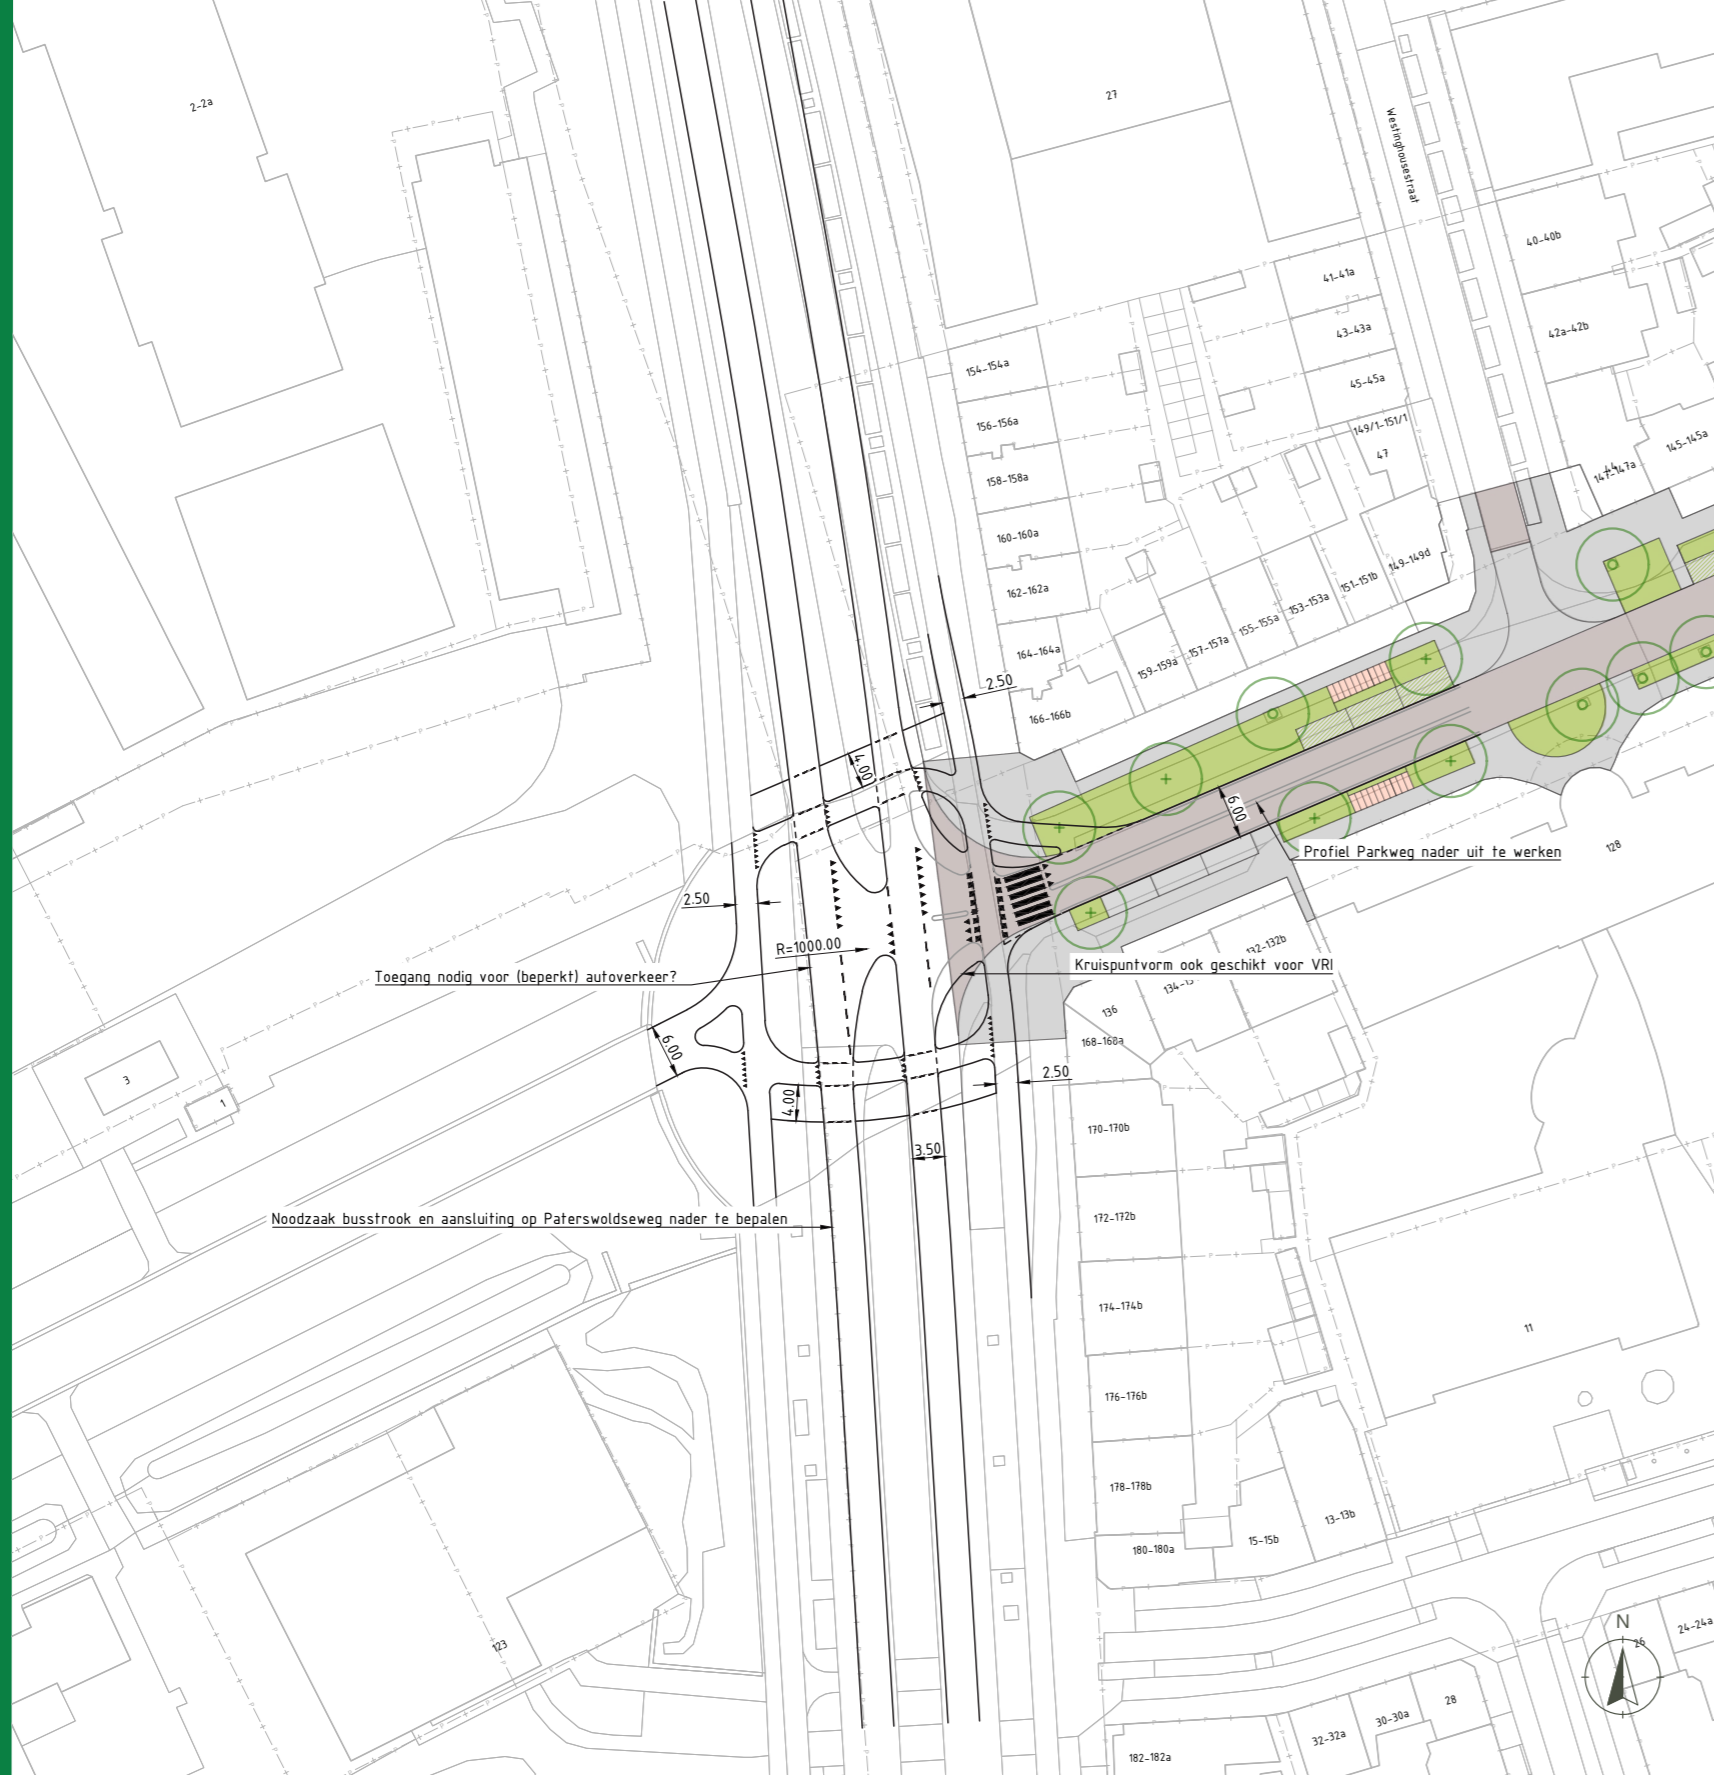 2-2a
27
Westinghousestraat
40-40b
41-41a
43-43a
42a-42b
154-154a
45-45a
156-156a
149/1-151/1
47
145-145a
44
147-147a
158-158a
160-160a
149-149d
151-151b
162-162a
153-153a
155-155a
157-157a
164-164a
159-159a
2.50
166-166b
4.00
6.00
Profiel Parkweg nader uit te werken
128
2.50
R=1000.00
132-132b
Toegang nodig voor (beperkt) autoverkeer?
Kruispuntvorm ook geschikt voor VRI
136
6.00
168-168a
3
2.50
1
4.00
170-170b
3.50
Noodzaak busstrook en aansluiting op Paterswoldseweg nader te bepalen
172-172b
174-174b
11
176-176b
178-178b
13-13b
15-15b
180-180a
N
24-24a
26
123
28
30-30a
32-32a
182-182a